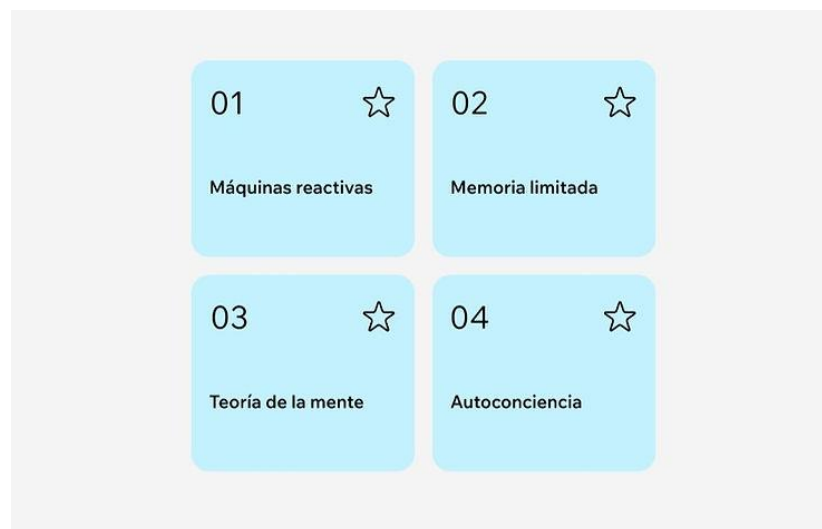 01
Máquinas reactivas
02
Memoria limitada
03
Teoría de la mente
04
Autoconciencia